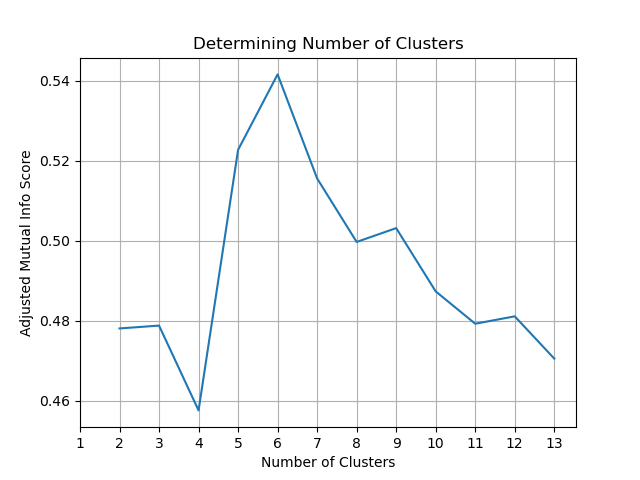 Determining Number of Clusters
Adjusted Mutual Info Score
0.54
0.52
0.50
0.48
0.46
1 2 3 4 5 6 7 8 9 10 11 12 13
Number of Clusters